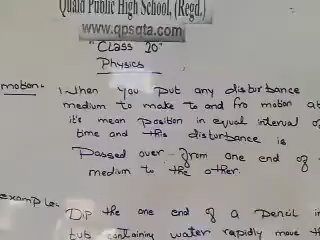 Quaid Public High School, (Regd.)
www.qpsqta.com
"Class 10"
Physics
motion:
When you put any disturbance
medium to make to and fro motion at
it's mean position in equal interval o
time and this disturbance is
Passed over from one end of
medium to the other.
example.
Dip the one end of a pencil in
tub containing water rapidly move th